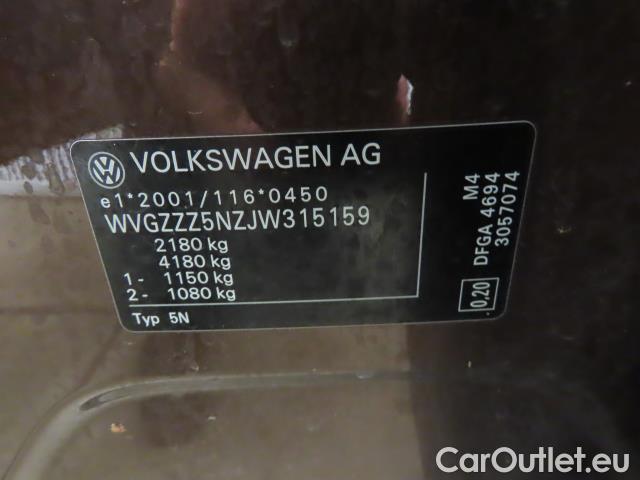 VOLKSWAGEN AG
e1*2001/116*0450
WVGZZZ5NZJW315159
2180 kg
4180 kg
1- 1150 kg
2- 1080 kg
Typ 5N
M4
DFGA 4694
3057074
0,20
CarOutlet.eu